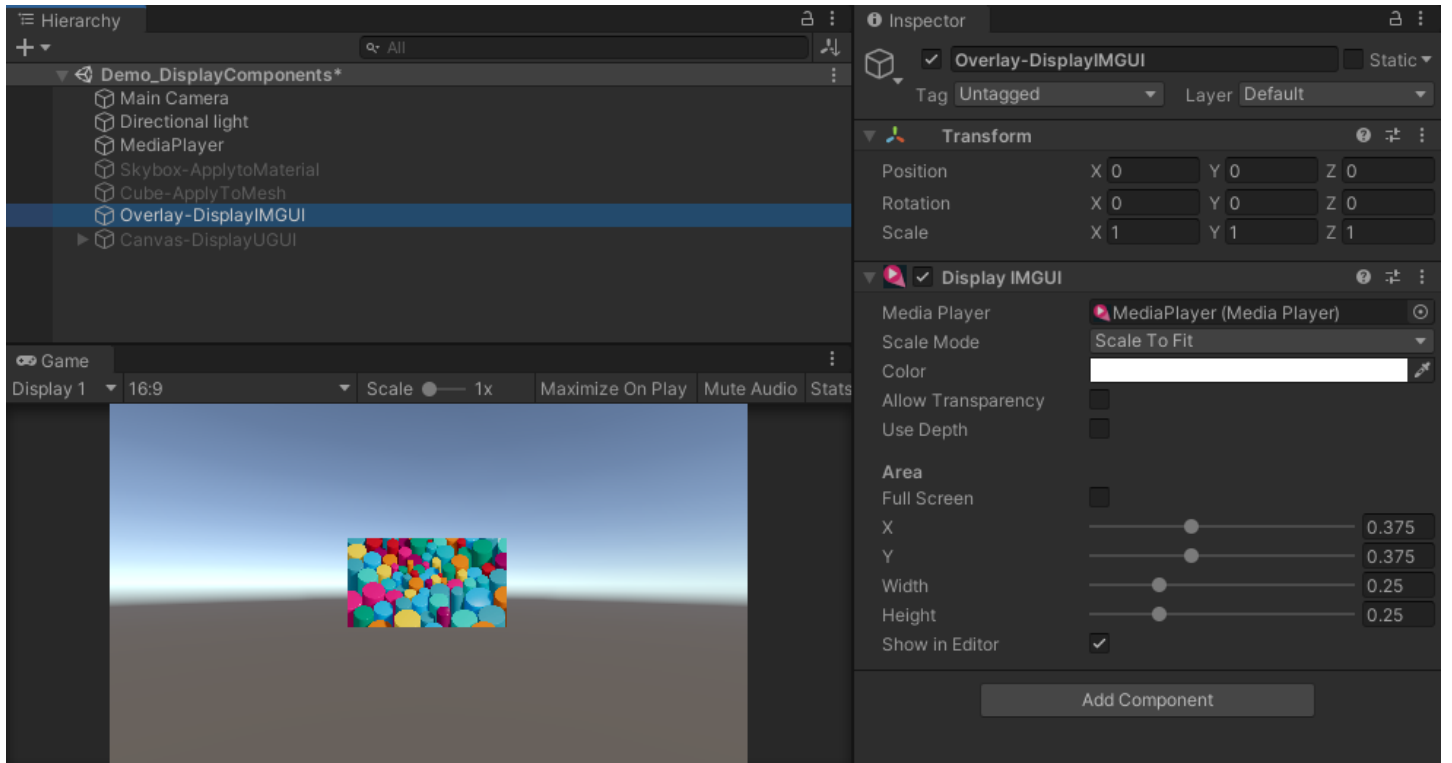 Hierarchy
All
Demo_DisplayComponents*
Main Camera
Directional light
MediaPlayer
Skybox-ApplytoMaterial
Cube-ApplyToMesh
Overlay-DisplayIMGUI
Canvas-DisplayUGUI
Game
Display 1 16:9 Scale 1x Maximize On Play Mute Audio Stats
Inspector
Overlay-DisplayIMGUI Static
Tag Untagged Layer Default
Transform
Position X 0 Y 0 Z 0
Rotation X 0 Y 0 Z 0
Scale X 1 Y 1 Z 1
Display IMGUI
Media Player MediaPlayer (Media Player)
Scale Mode Scale To Fit
Color
Allow Transparency
Use Depth
Area
Full Screen
X 0.375
Y 0.375
Width 0.25
Height 0.25
Show in Editor
Add Component